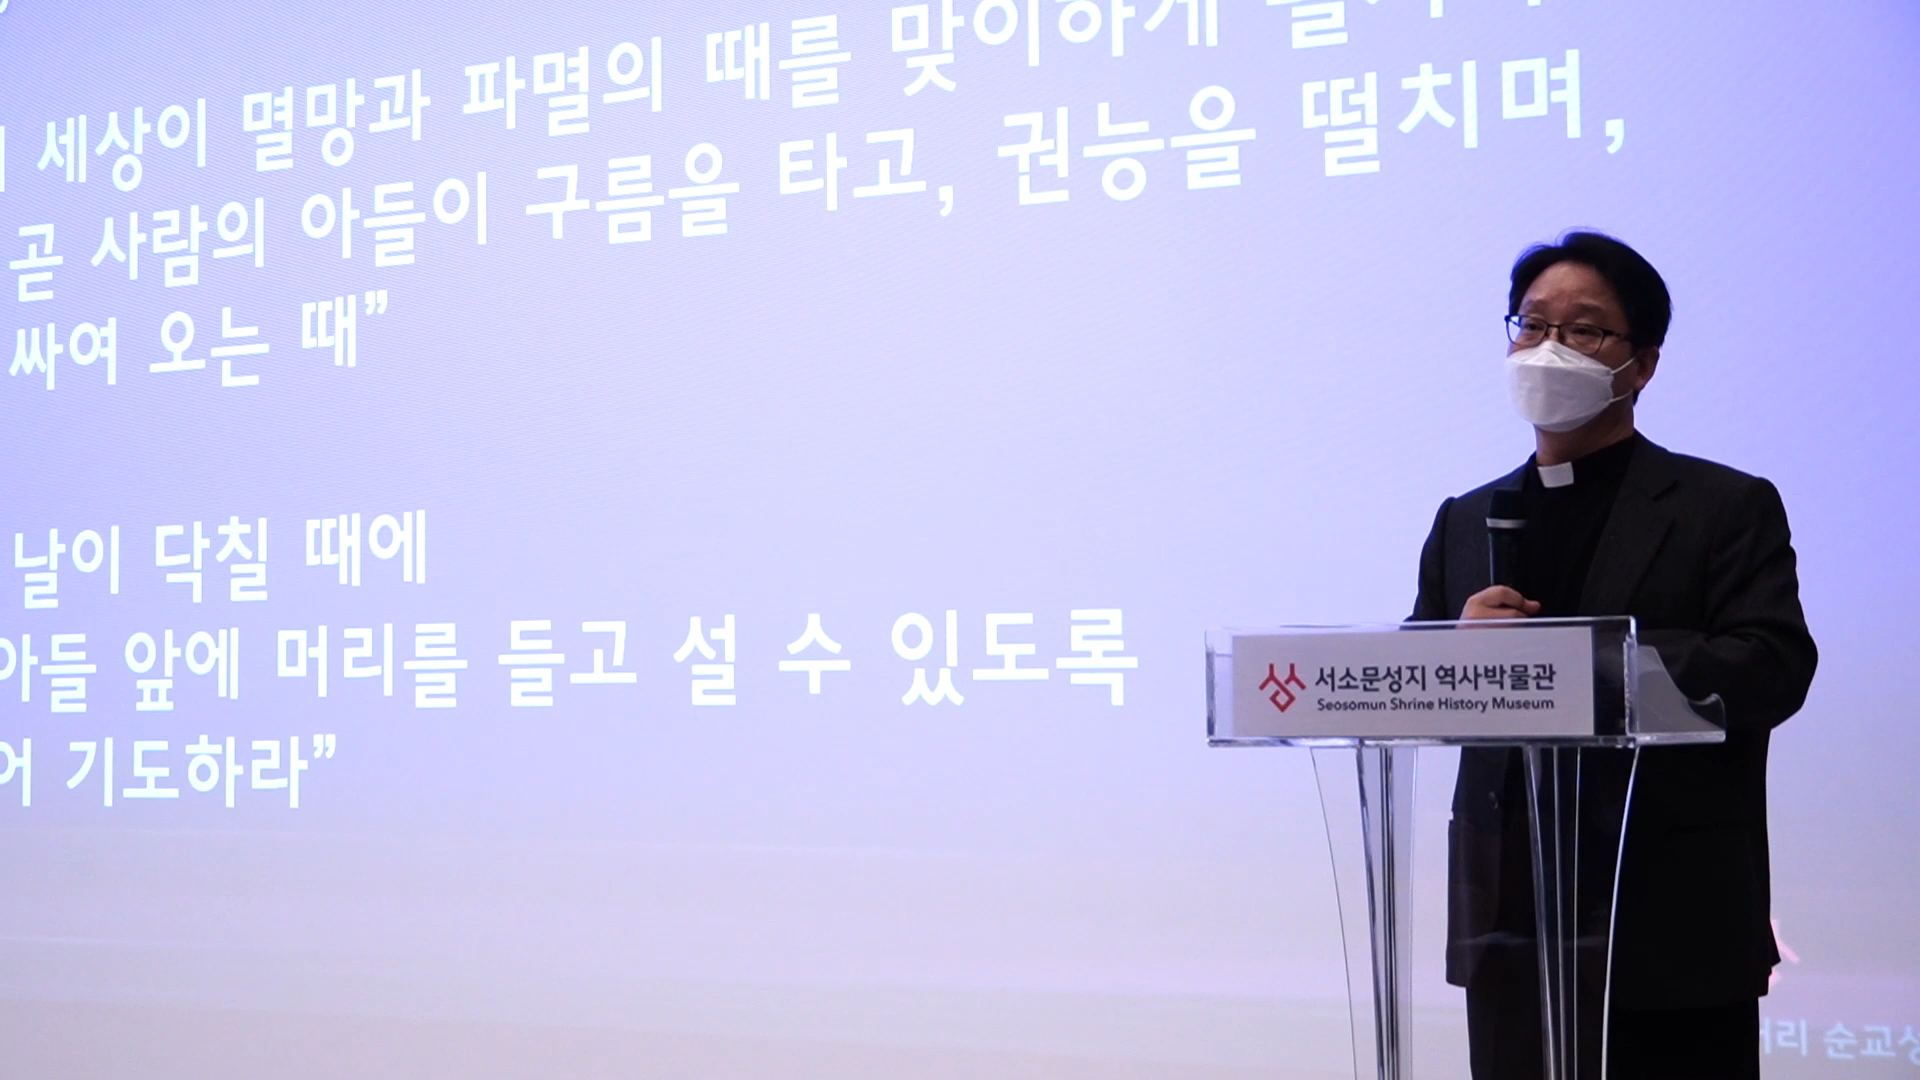 세상이 멸망과 파멸의 때를 맞이하게
곧 사람의 아들이 구름을 타고, 권능을 떨치며,
싸여 오는 때”
날이 닥칠 때에
아들 앞에 머리를 들고 설 수 있도록
기도하라”
서소문성지 역사박물관
Seosomun Shrine History Museum
순교성